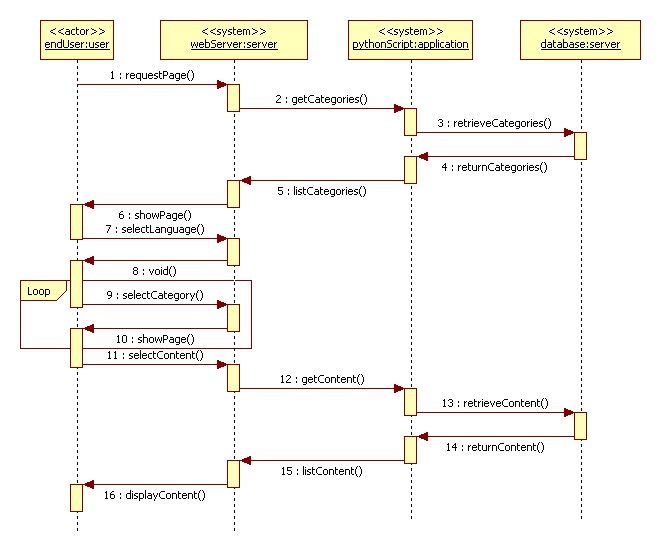 <<actor>>
endUser:user
<<system>>
webServer:server
<<system>>
pythonScript:application
<<system>>
database:server
1 : requestPage()
2 : getCategories()
3 : retrieveCategories()
4 : returnCategories()
5 : listCategories()
6 : showPage()
7 : selectLanguage()
8 : void()
Loop
9 : selectCategory()
10 : showPage()
11 : selectContent()
12 : getContent()
13 : retrieveContent()
14 : returnContent()
15 : listContent()
16 : displayContent()